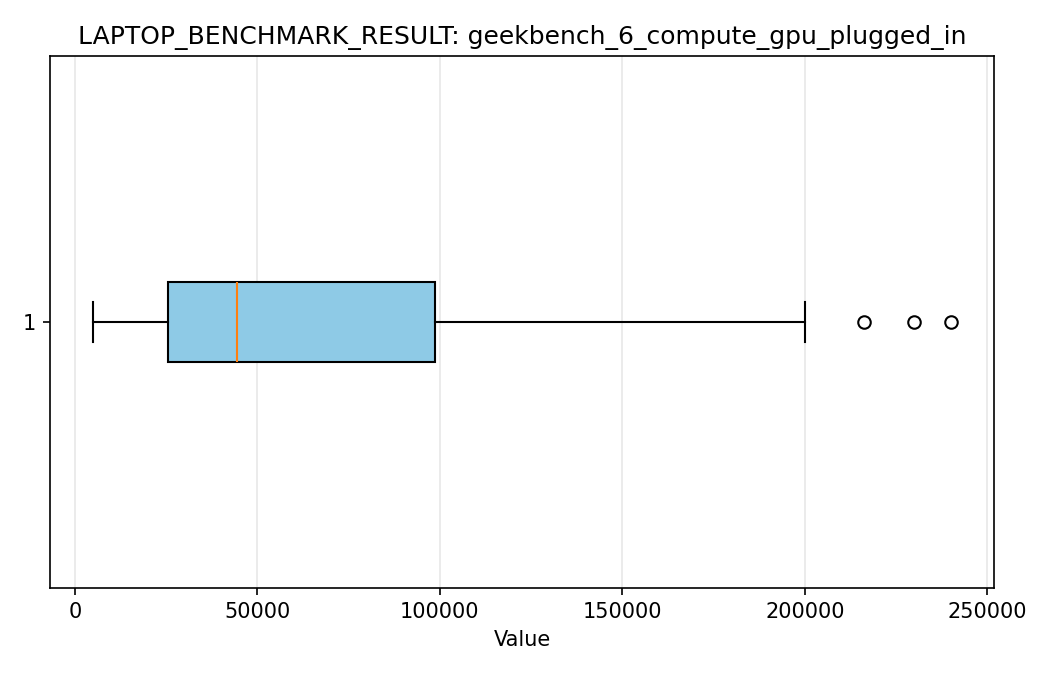 LAPTOP_BENCHMARK_RESULT: geekbench_6_compute_gpu_plugged_in
1
0 50000 100000 150000 200000 250000
Value